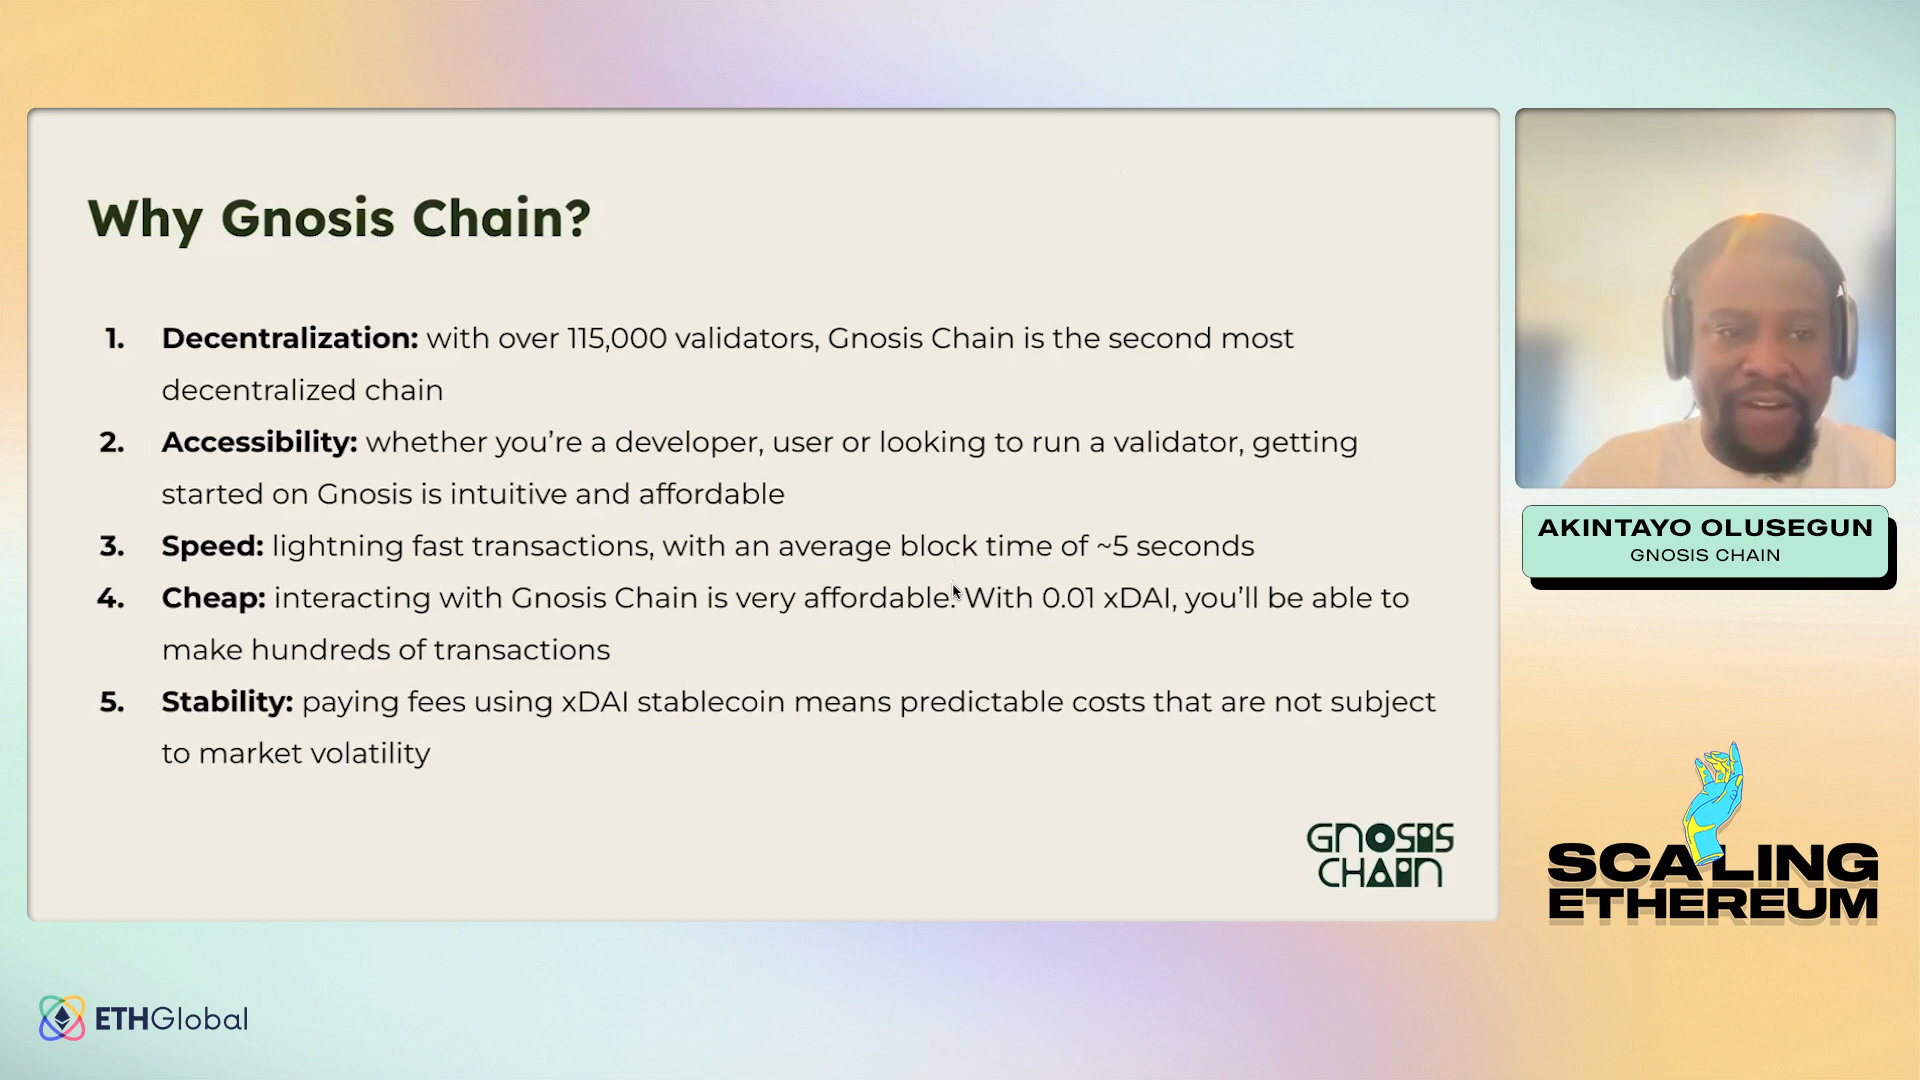 Why Gnosis Chain?
1. Decentralization: with over 115,000 validators, Gnosis Chain is the second most
decentralized chain
2. Accessibility: whether you’re a developer, user or looking to run a validator, getting
started on Gnosis is intuitive and affordable
3. Speed: lightning fast transactions, with an average block time of ~5 seconds
4. Cheap: interacting with Gnosis Chain is very affordable. With 0.01 xDAI, you’ll be able to
make hundreds of transactions
5. Stability: paying fees using xDAI stablecoin means predictable costs that are not subject
to market volatility
GNOSIS
CHAIN
AKINTAYO OLUSEGUN
GNOSIS CHAIN
SCALING
ETHEREUM
ETHGlobal